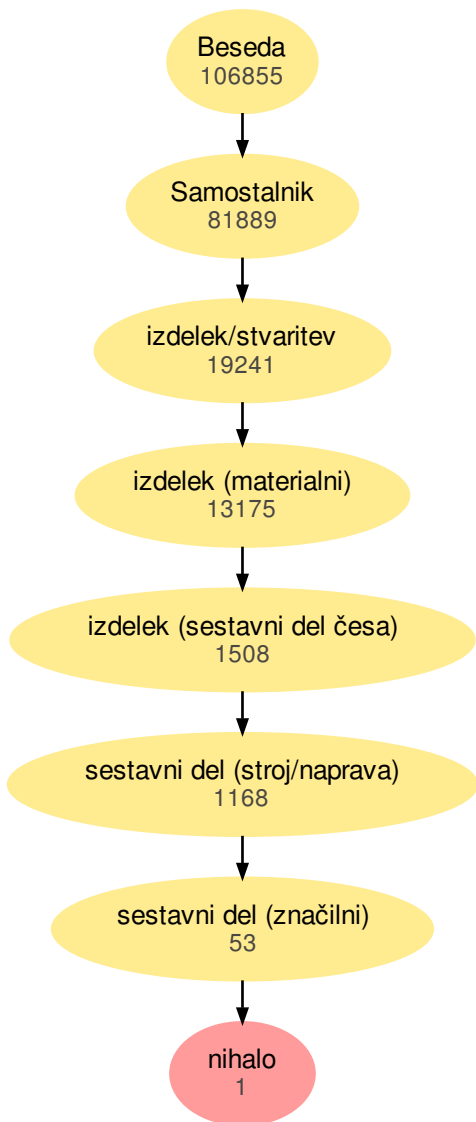 Beseda
106855
Samostalnik
81889
izdelek/stvaritev
19241
izdelek (materialni)
13175
izdelek (sestavni del česa)
1508
sestavni del (stroj/naprava)
1168
sestavni del (značilni)
53
nihalo
1